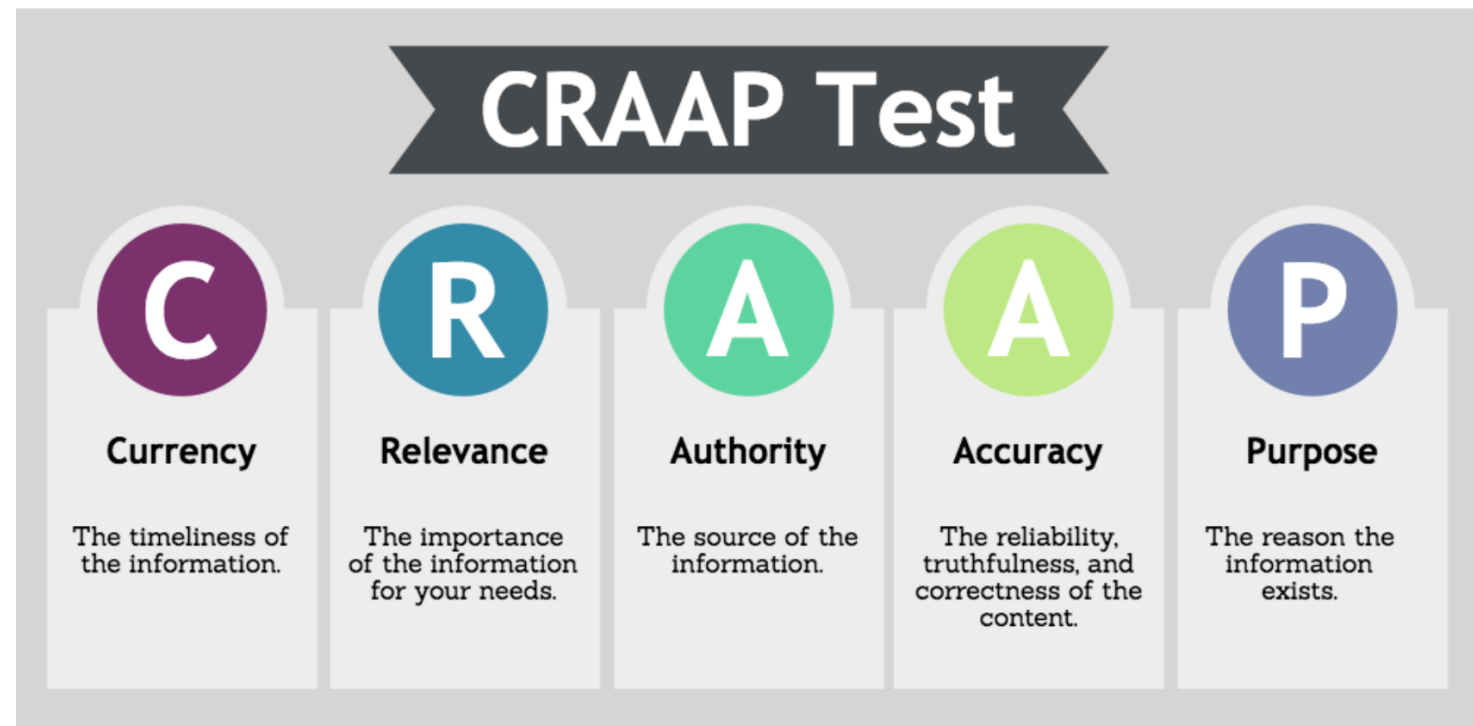 CRAAP Test
C
R
A
A
P
Currency
Relevance
Authority
Accuracy
Purpose
The timeliness of
the information.
The importance
of the information
for your needs.
The source of the
information.
The reliability,
truthfulness, and
correctness of the
content.
The reason the
information
exists.